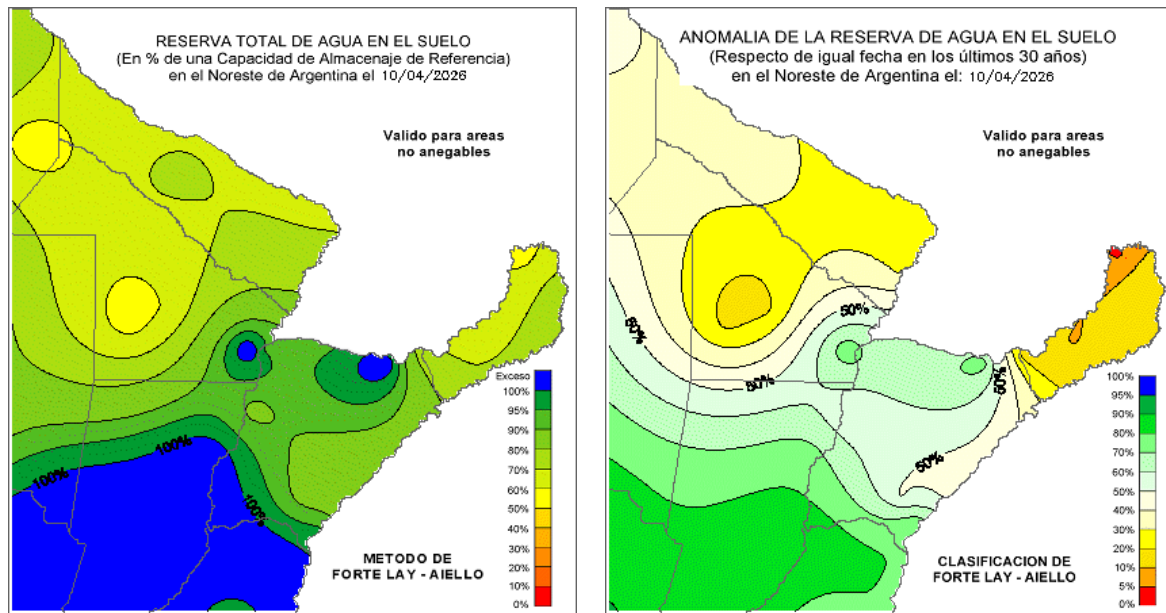 RESERVA TOTAL DE AGUA EN EL SUELO
(En % de una Capacidad de Almacenaje de Referencia)
en el Noreste de Argentina el 10/04/2026
Valido para areas
no anegables
100%
100%
100%
Exceso
100%
95%
90%
80%
70%
60%
50%
40%
30%
20%
10%
0%
METODO DE
FORTE LAY - AIELLO
ANOMALIA DE LA RESERVA DE AGUA EN EL SUELO
(Respecto de igual fecha en los últimos 30 años)
en el Noreste de Argentina el: 10/04/2026
Valido para areas
no anegables
50%
50%
50%
50%
50%
100%
95%
90%
80%
70%
60%
50%
40%
30%
20%
10%
5%
0%
CLASIFICACION DE
FORTE LAY - AIELLO